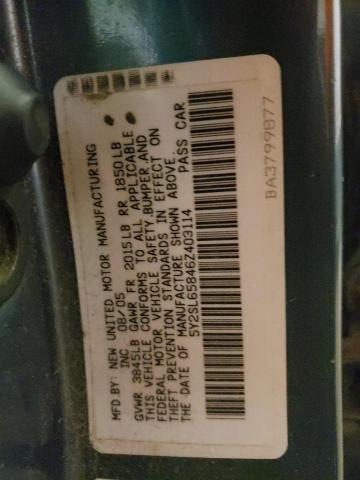 MFD BY: NEW UNITED MOTOR MANUFACTURING
INC 08/05
GVWR 3845LB GAWR FR 2015LB RR 1850LB
THIS VEHICLE CONFORMS TO ALL APPLICABLE
FEDERAL MOTOR VEHICLE SAFETY,BUMPER,AND
THEFT PREVENTION STANDARDS IN EFFECT ON
THE DATE OF MANUFACTURE SHOWN ABOVE.
5Y2SL65846Z403114 PASS CAR
BA3799877